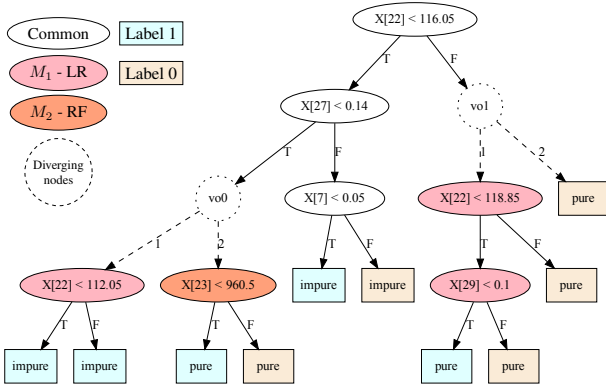 Common
Label 1
M₁ - LR
Label 0
M₂ - RF
Diverging
nodes
X[22] < 116.05
T
F
X[27] < 0.14
vo1
T
F
1
2
vo0
X[7] < 0.05
X[22] < 118.85
pure
1
2
T
F
T
F
X[22] < 112.05
X[23] < 960.5
impure
impure
X[29] < 0.1
pure
T
F
T
F
T
F
impure
impure
pure
pure
pure
pure